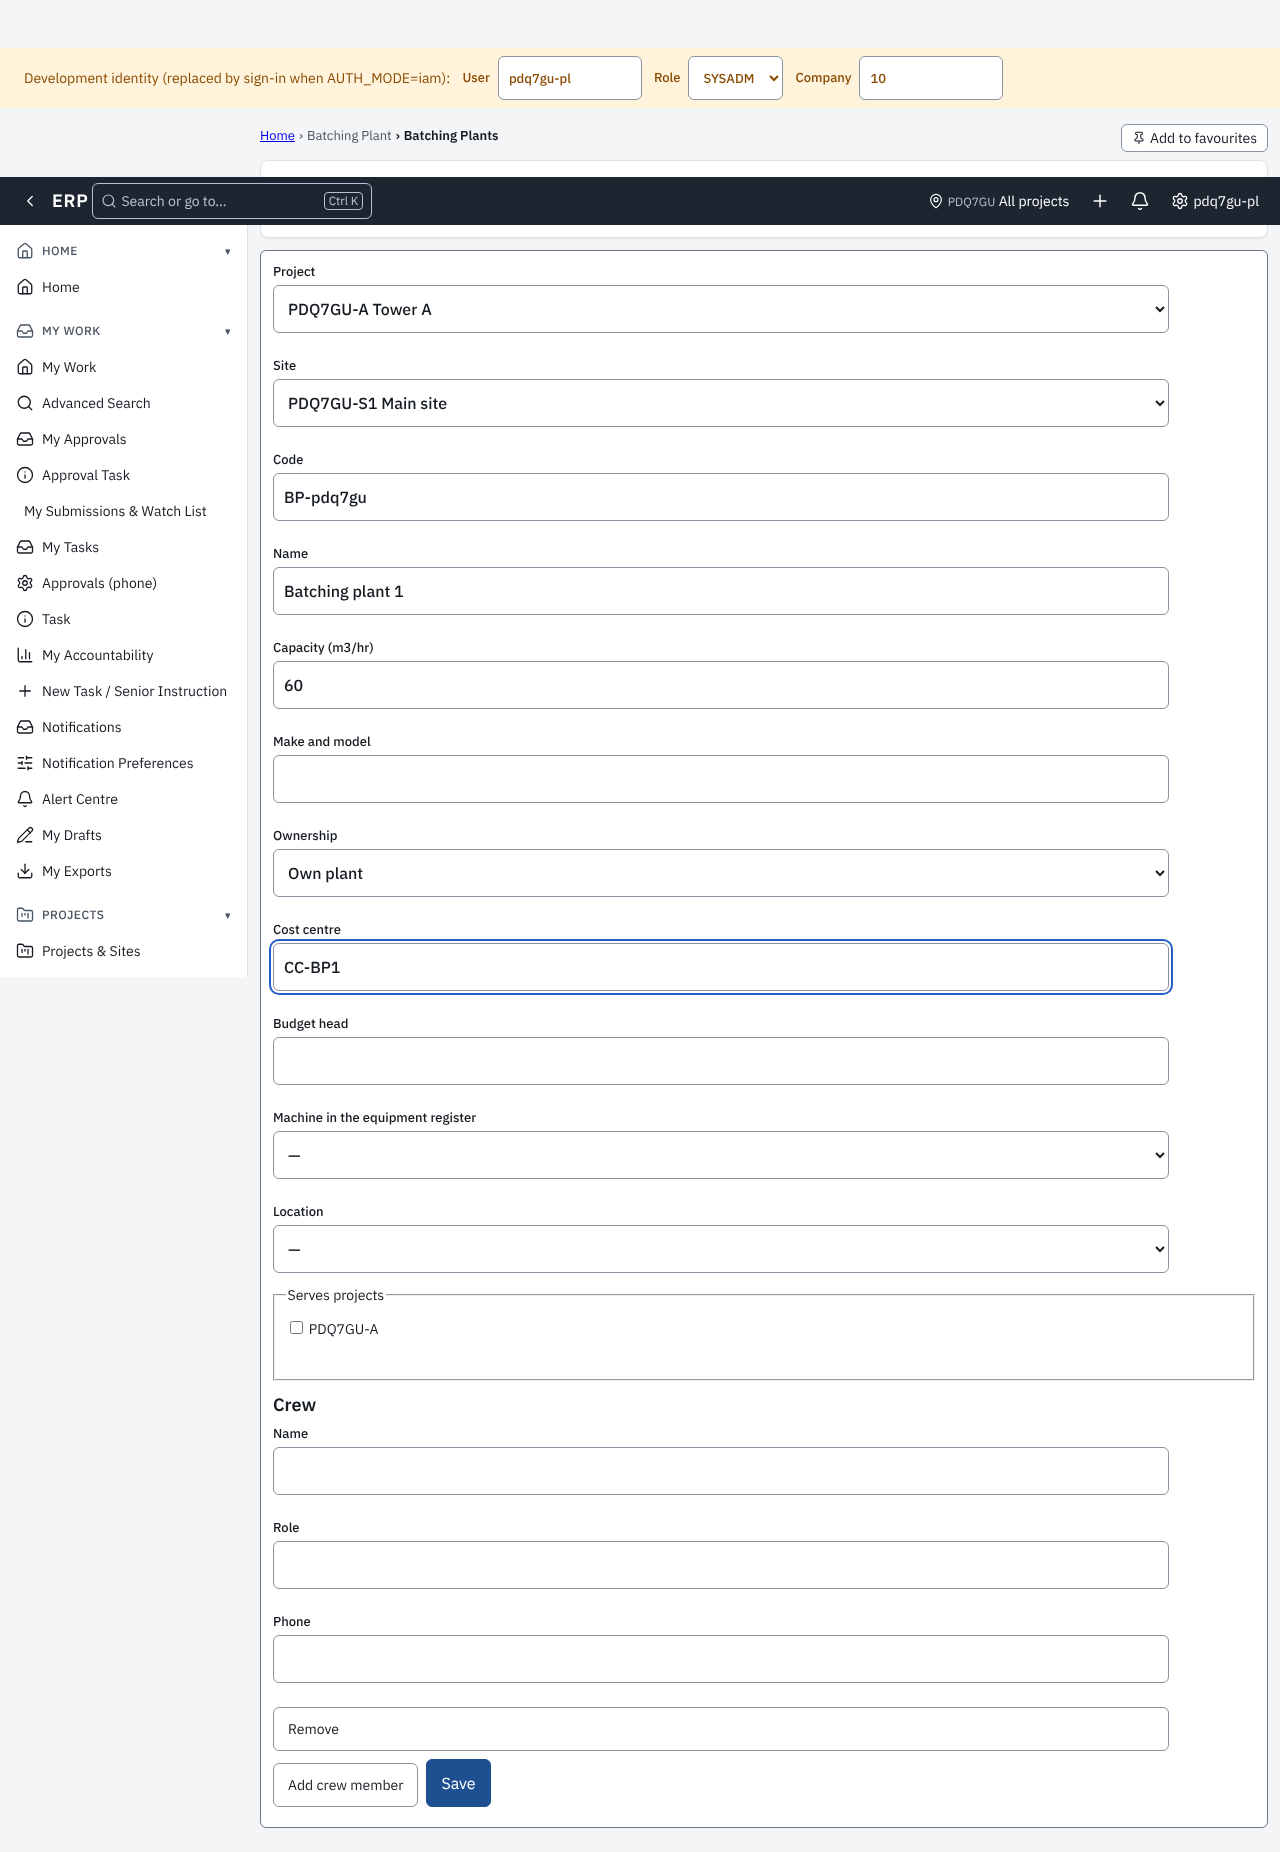 Development identity (replaced by sign-in when AUTH_MODE=iam): User pdq7gu-pl Role SYSADM Company 10
Home › Batching Plant › Batching Plants
Add to favourites
ERP Search or go to... Ctrl K PDQ7GU All projects pdq7gu-pl
HOME
Home
MY WORK
My Work
Advanced Search
My Approvals
Approval Task
My Submissions & Watch List
My Tasks
Approvals (phone)
Task
My Accountability
New Task / Senior Instruction
Notifications
Notification Preferences
Alert Centre
My Drafts
My Exports
PROJECTS
Projects & Sites
Project
PDQ7GU-A Tower A
Site
PDQ7GU-S1 Main site
Code
BP-pdq7gu
Name
Batching plant 1
Capacity (m3/hr)
60
Make and model
Ownership
Own plant
Cost centre
CC-BP1
Budget head
Machine in the equipment register
—
Location
—
Serves projects
PDQ7GU-A
Crew
Name
Role
Phone
Remove
Add crew member Save